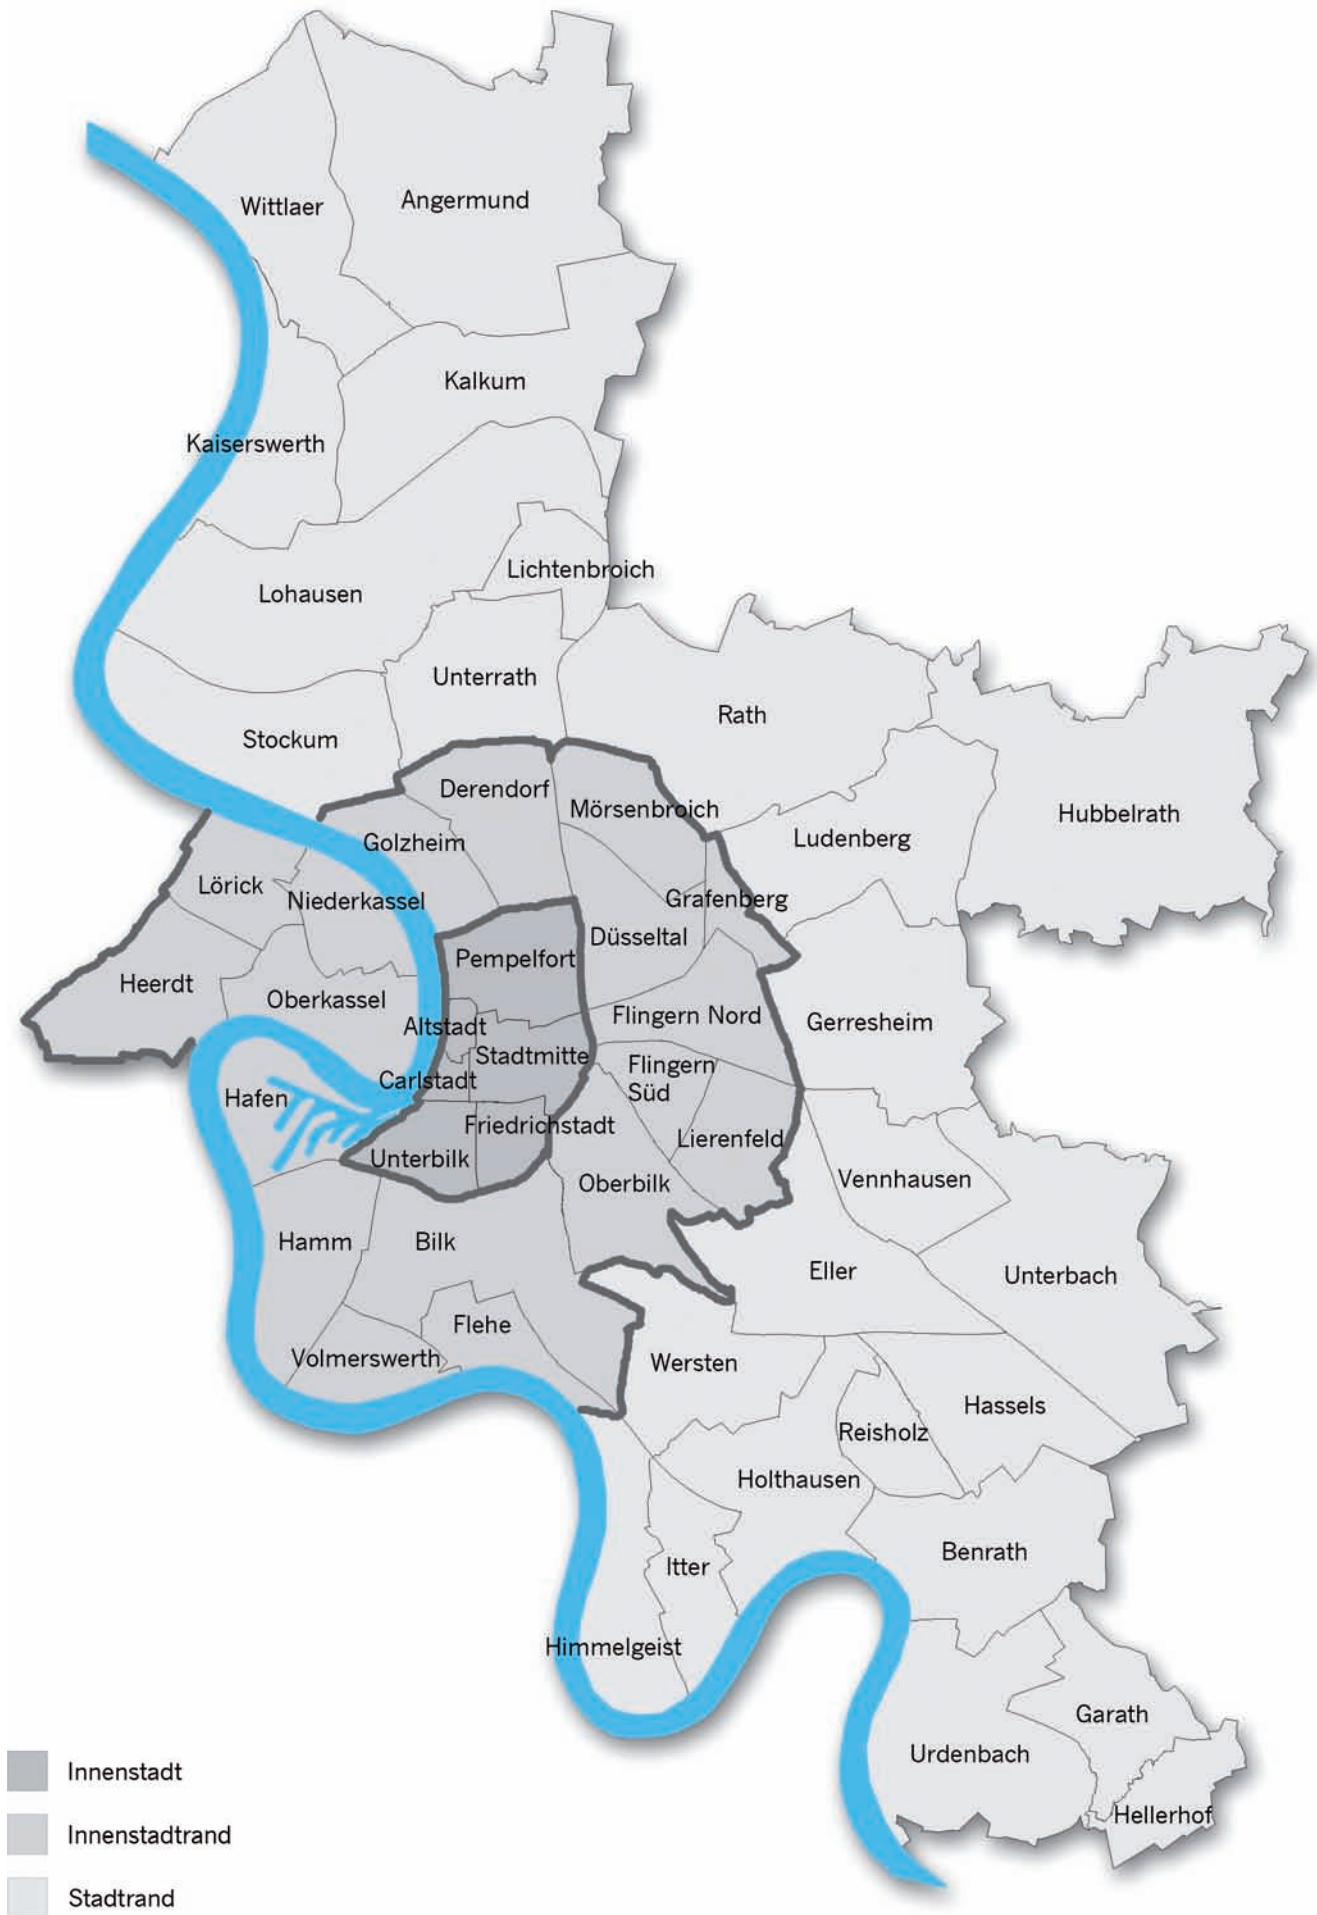 Wittlaer
Angermund
Kalkum
Kaiserswerth
Lichtenbroich
Lohausen
Unterrath
Rath
Stockum
Derendorf
Mörsenbroich
Hubbelrath
Ludenberg
Golzheim
Lörick
Niederkassel
Grafenberg
Düsseltal
Pempelfort
Heerdt
Oberkassel
Flingern Nord
Gerresheim
Altstadt
Stadtmitte
Flingern
Süd
Carlstadt
Hafen
Friedrichstadt
Lierenfeld
Unterbilk
Vennhausen
Oberbilk
Hamm
Bilk
Eller
Unterbach
Flehe
Volmerswerth
Wersten
Hassels
Reisholz
Holthausen
Benrath
Itter
Himmelgeist
Garath
Urdenbach
Hellerhof
Innenstadt
Innenstadtrand
Stadtrand